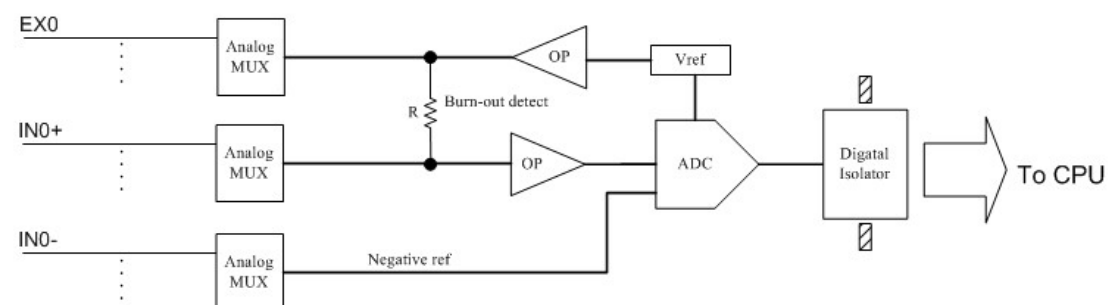 EX0
Analog
MUX
OP
Vref
R
Burn-out detect
IN0+
Analog
MUX
OP
ADC
Digatal
Isolator
To CPU
IN0-
Analog
MUX
Negative ref